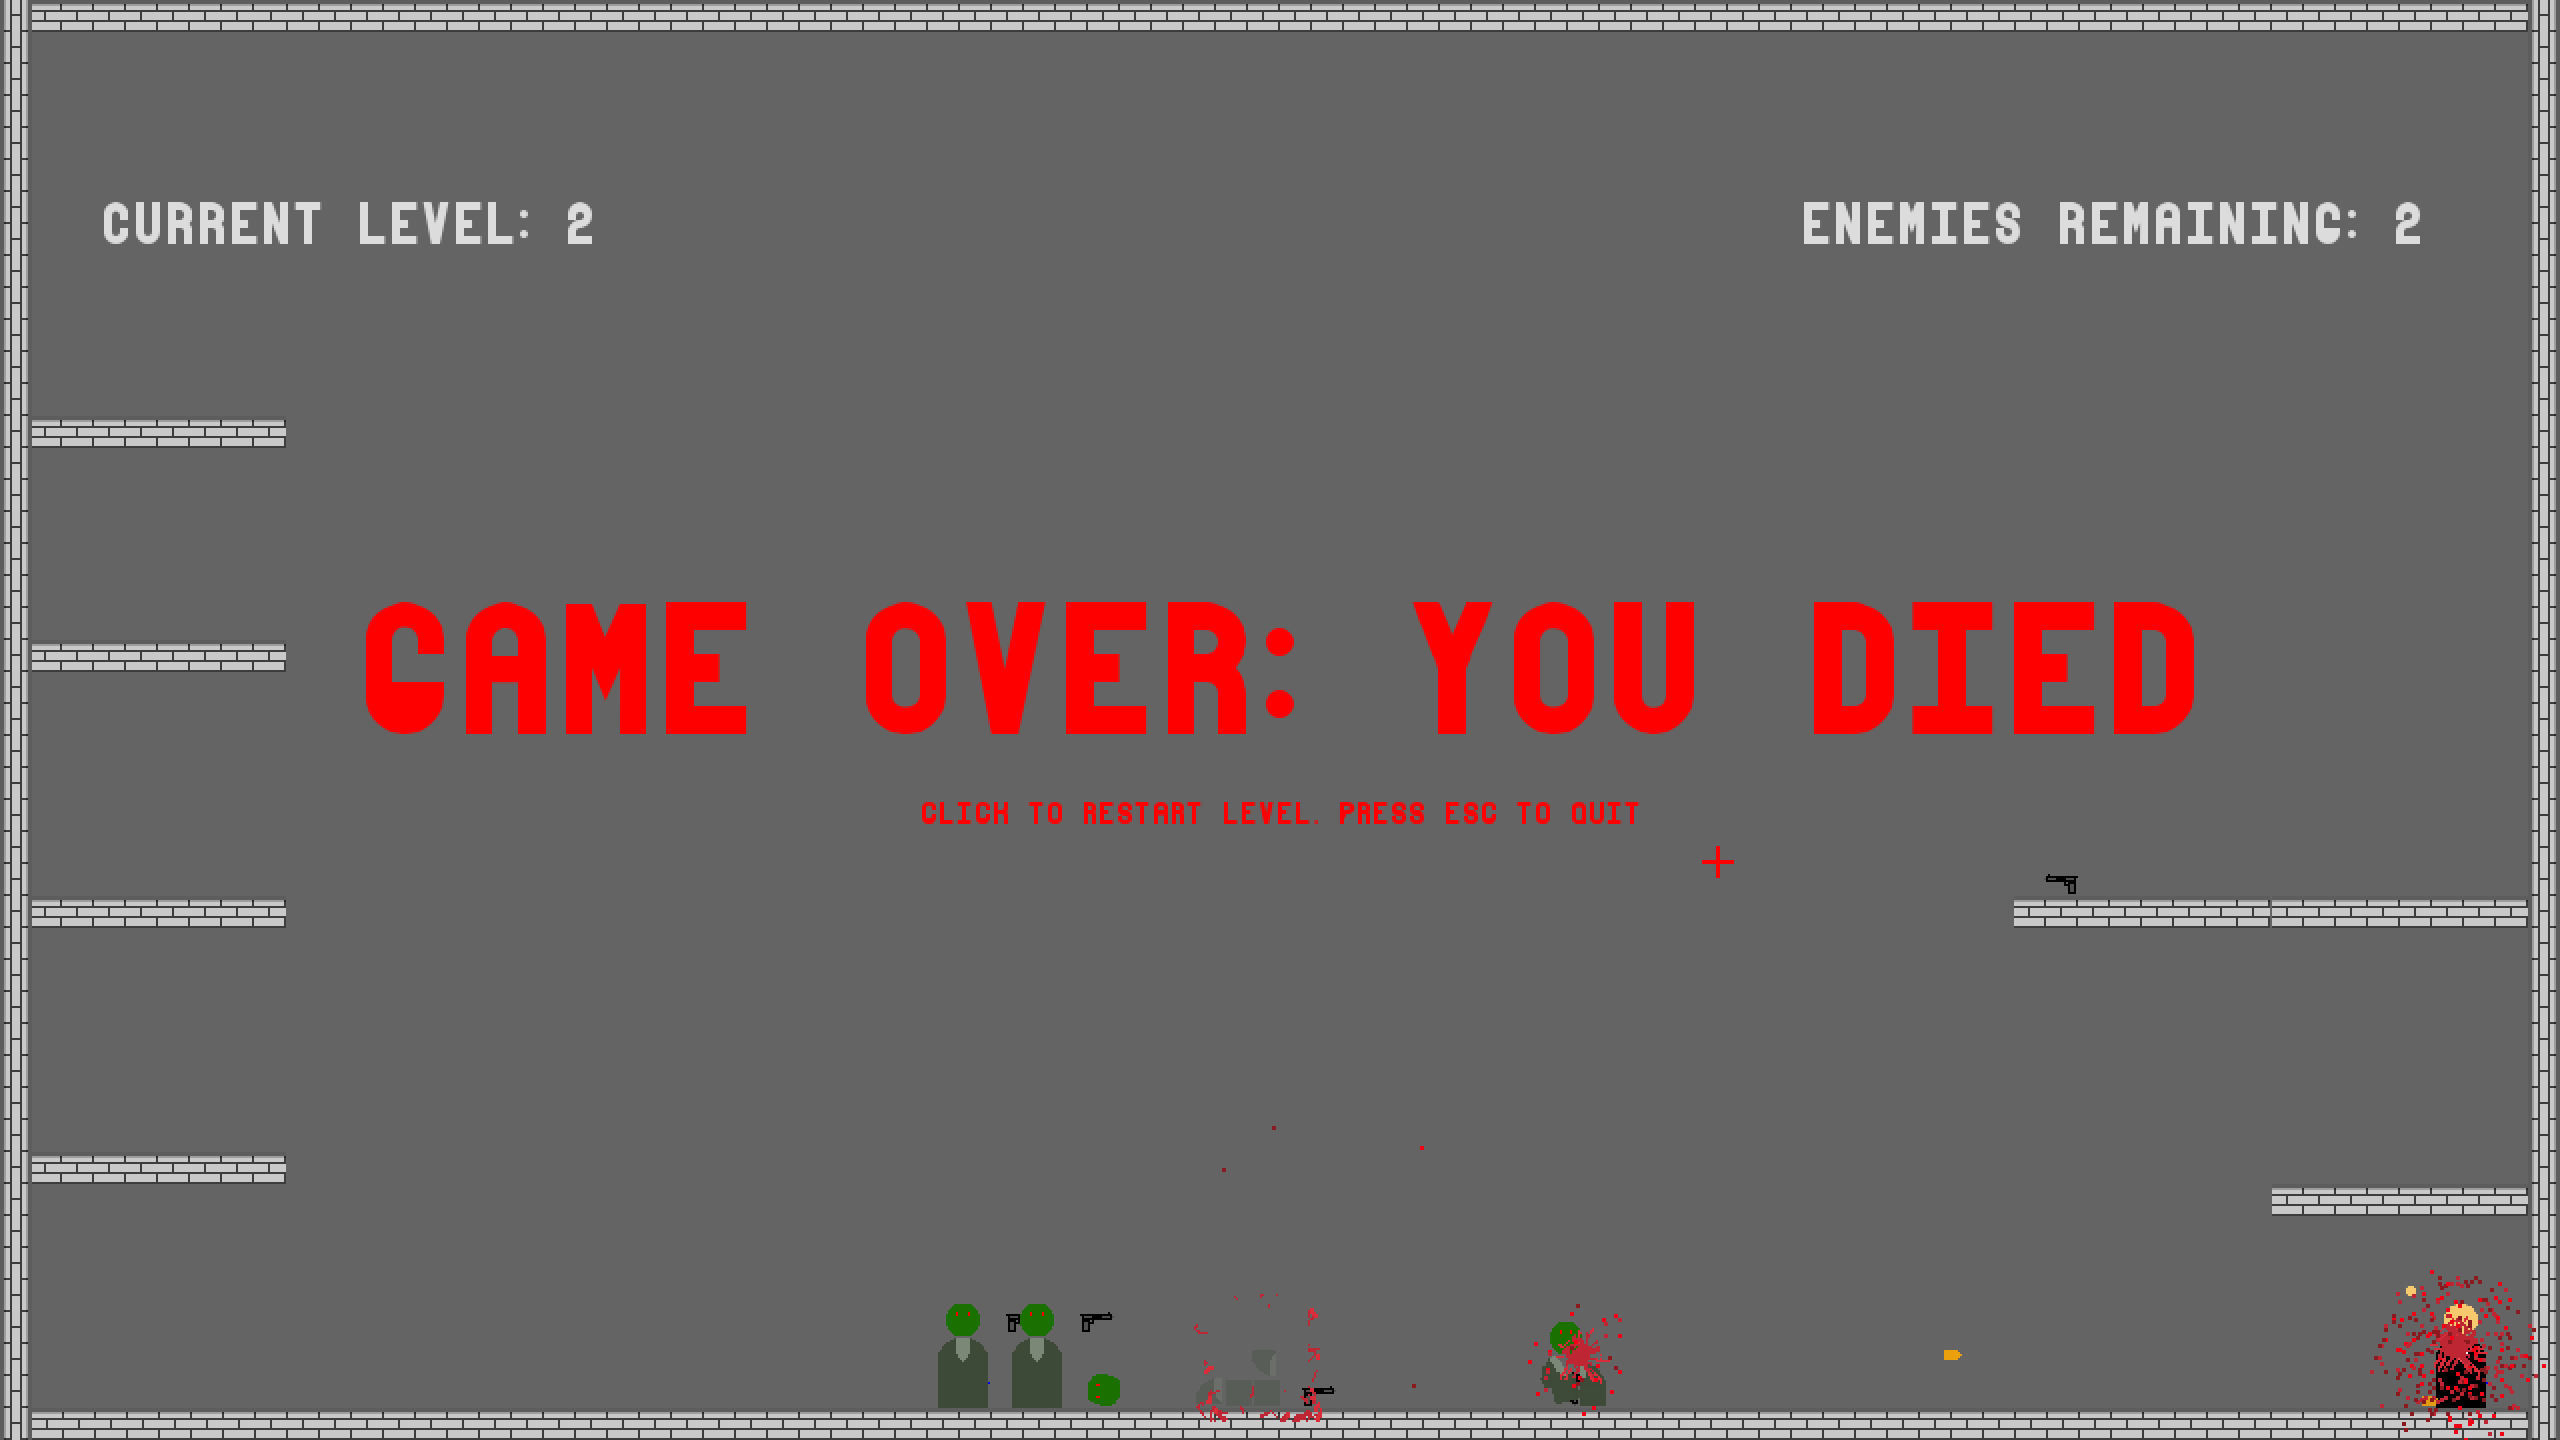 CURRENT LEVEL: 2
ENEMIES REMAINING: 2
GAME OVER: YOU DIED
CLICK TO RESTART LEVEL. PRESS ESC TO QUIT